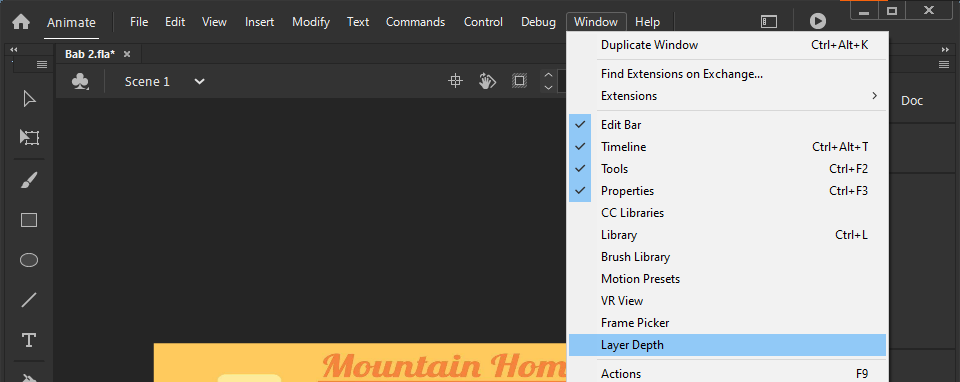 Animate File Edit View Insert Modify Text Commands Control Debug Window Help
Bab 2.fla* ×
Scene 1
Doc
Duplicate Window Ctrl+Alt+K
Find Extensions on Exchange...
Extensions
Edit Bar
Timeline Ctrl+Alt+T
Tools Ctrl+F2
Properties Ctrl+F3
CC Libraries
Library Ctrl+L
Brush Library
Motion Presets
VR View
Frame Picker
Layer Depth
Actions F9
Mountain Hom